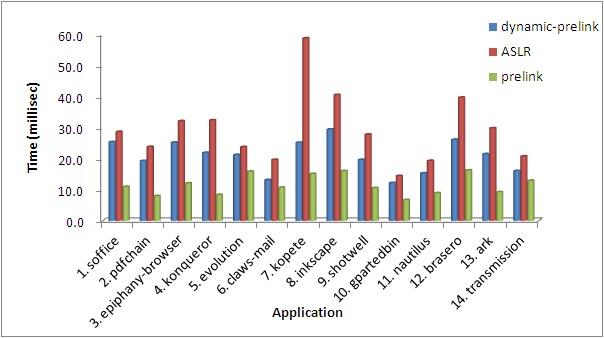 dynamic-prelink
ASLR
prelink
Time (millisec)
60.0
50.0
40.0
30.0
20.0
10.0
0.0
1. soffice
2. pdfchain
3. epiphany-browser
4. konqueror
5. evolution
6. claws-mail
7. kopete
8. inkscape
9. shotwell
10. gpartedbin
11. nautilus
12. brasero
13. ark
14. transmission
Application